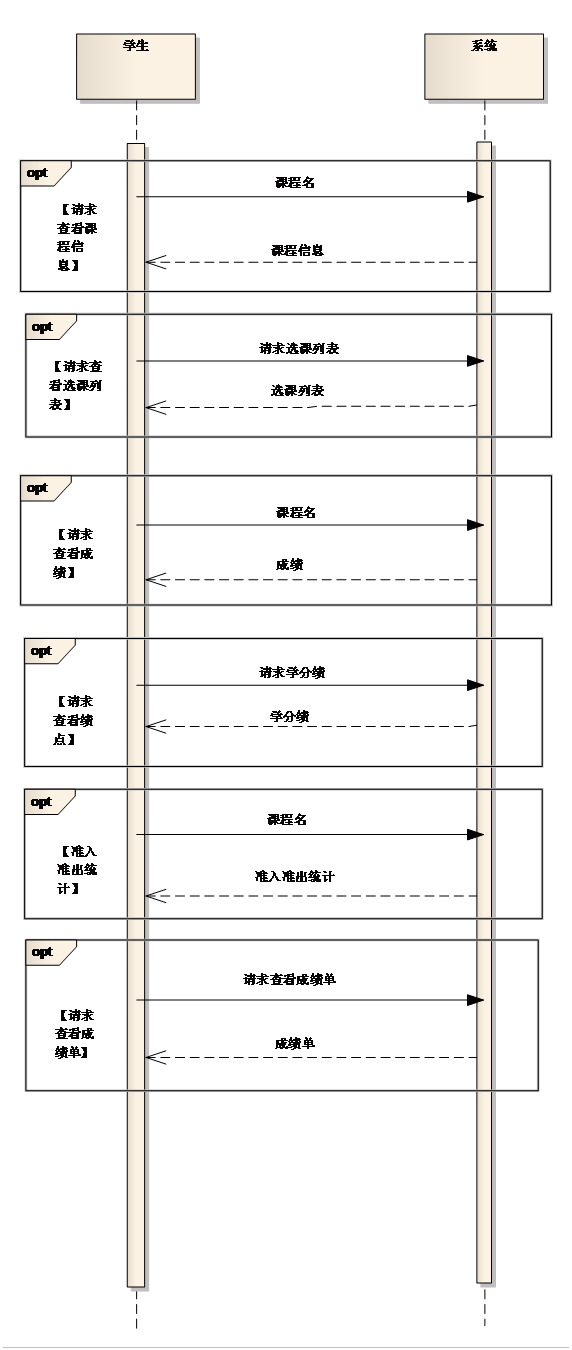 学生
系统
opt
课程名
【请求
查看课
程信
息】
课程信息
opt
请求选课列表
【请求查
看选课列
表】
选课列表
opt
课程名
【请求
查看成
绩】
成绩
opt
请求学分绩
【请求
查看绩
点】
学分绩
opt
课程名
【准入
准出统
计】
准入准出统计
opt
请求查看成绩单
【请求
查看成
绩单】
成绩单